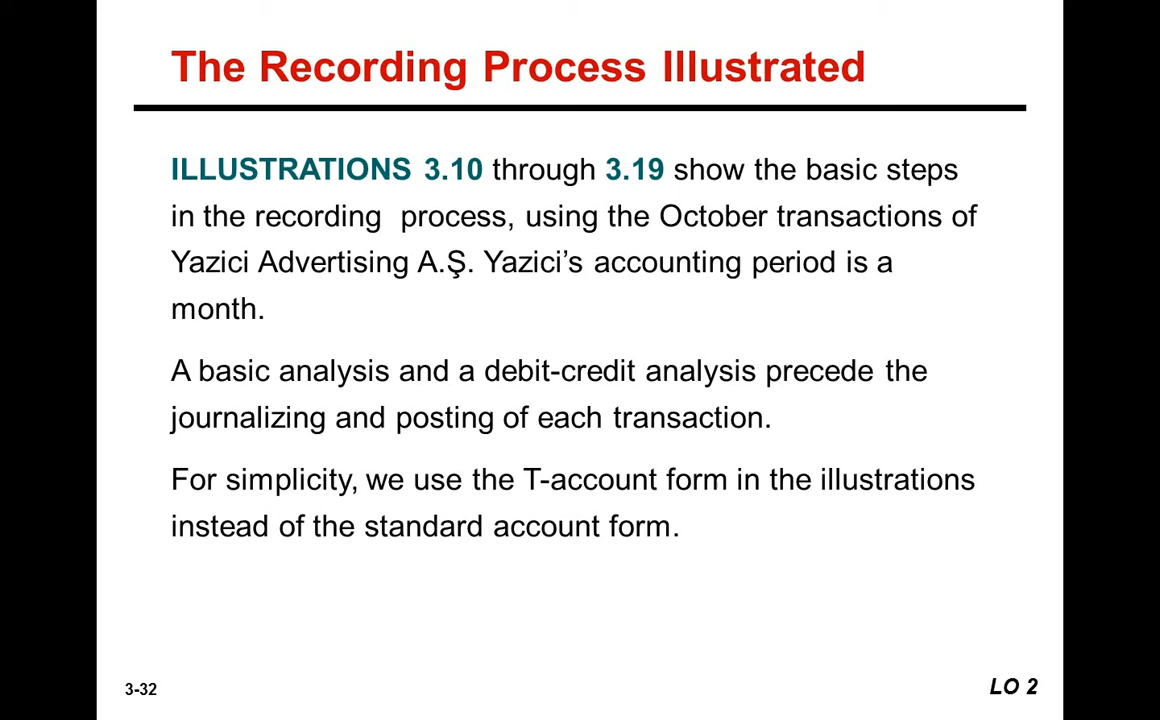 The Recording Process Illustrated
ILLUSTRATIONS 3.10 through 3.19 show the basic steps
in the recording process, using the October transactions of
Yazici Advertising A.Ş. Yazici’s accounting period is a
month.
A basic analysis and a debit-credit analysis precede the
journalizing and posting of each transaction.
For simplicity, we use the T-account form in the illustrations
instead of the standard account form.
3-32
LO 2